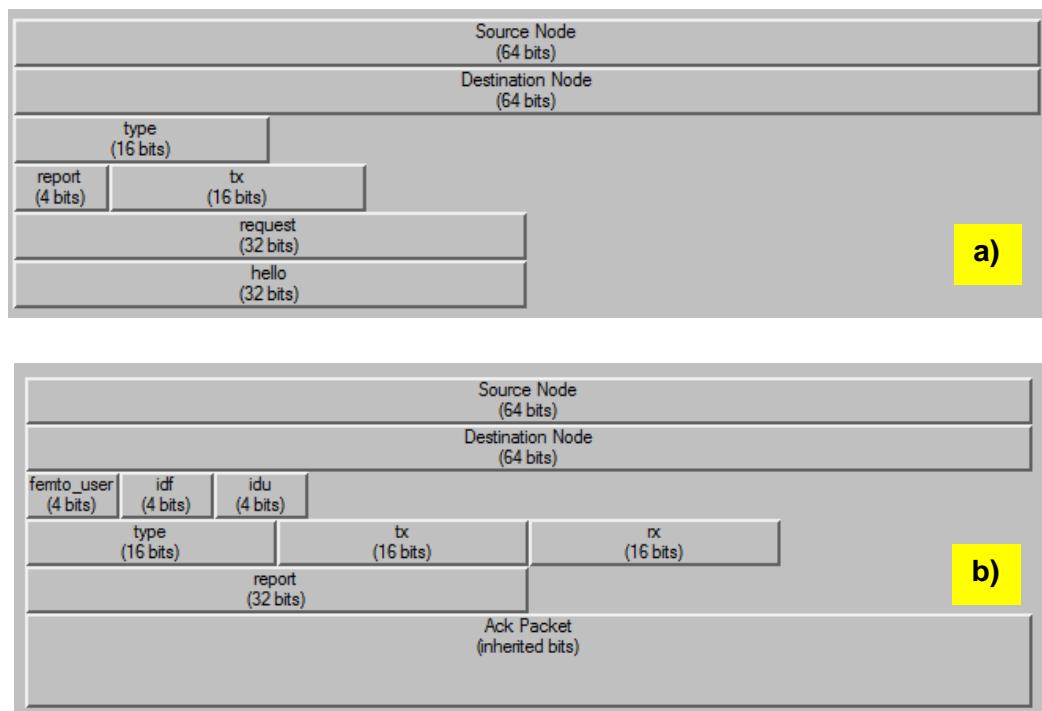 Source Node
(64 bits)
Destination Node
(64 bits)
type
(16 bits)
report
(4 bits)
tx
(16 bits)
request
(32 bits)
hello
(32 bits)
a)
Source Node
(64 bits)
Destination Node
(64 bits)
femto_user
(4 bits)
idf
(4 bits)
idu
(4 bits)
type
(16 bits)
tx
(16 bits)
rx
(16 bits)
report
(32 bits)
b)
Ack Packet
(inherited bits)